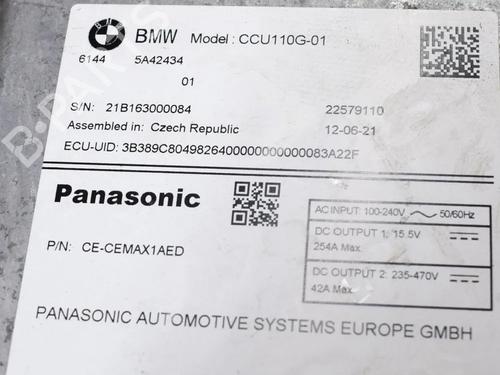 BMW Model : CCU110G-01
6144 5A42434
01
S/N: 21B163000084 22579110
Assembled in: Czech Republic 12-06-21
ECU-UID: 3B389C8049826400000000000083A22F
Panasonic
P/N: CE-CEMAX1AED
AC INPUT: 100-240V 50/60Hz
DC OUTPUT 1: 15.5V
254A Max.
DC OUTPUT 2: 235-470V
42A Max.
PANASONIC AUTOMOTIVE SYSTEMS EUROPE GMBH
B-PARTS